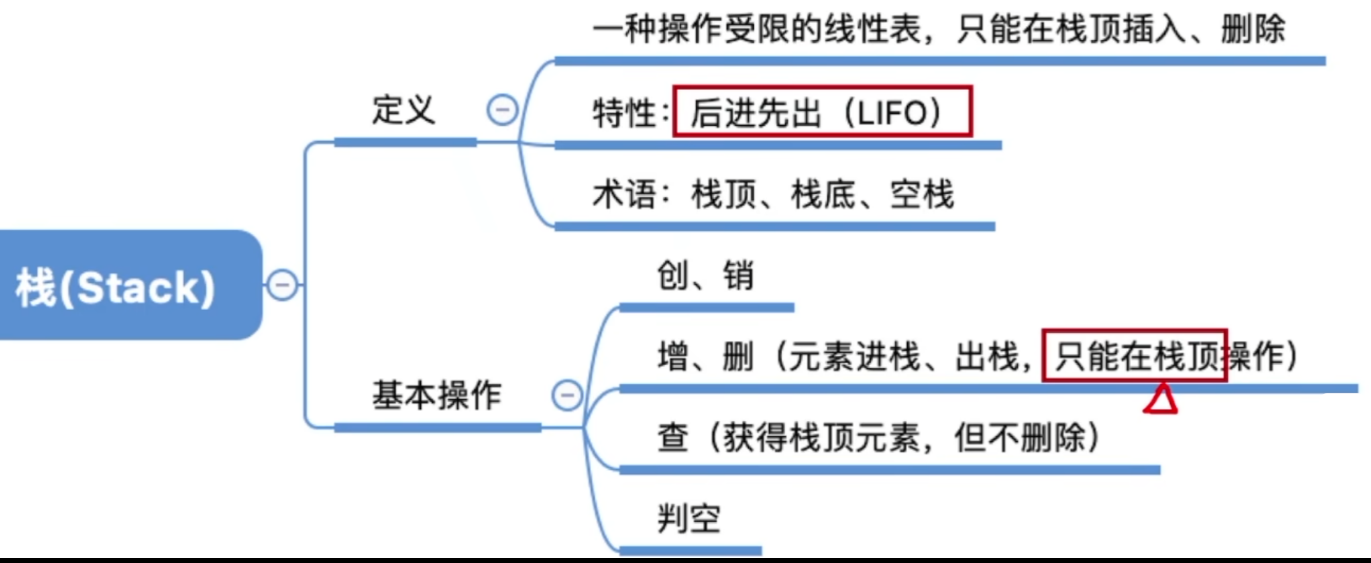 一种操作受限的线性表，只能在栈顶插入、删除
定义
特性：后进先出（LIFO）
术语：栈顶、栈底、空栈
栈(Stack)
创、销
增、删（元素进栈、出栈，只能在栈顶操作）
基本操作
查（获得栈顶元素，但不删除）
判空